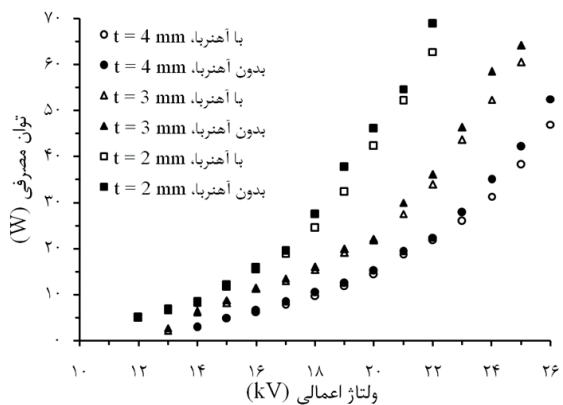 ۷۰
۶۰
۵۰
۴۰
۳۰
۲۰
۱۰
۰
توان مصرفی (W)
با آهنربا، t = 4 mm
بدون آهنربا، t = 4 mm
با آهنربا، t = 3 mm
بدون آهنربا، t = 3 mm
با آهنربا، t = 2 mm
بدون آهنربا، t = 2 mm
۱۰ ۱۲ ۱۴ ۱۶ ۱۸ ۲۰ ۲۲ ۲۴ ۲۶
ولتاژ اعمالی (kV)